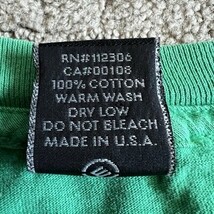 RN#112306
CA#00108
100% COTTON
WARM WASH
DRY LOW
DO NOT BLEACH
MADE IN U.S.A.